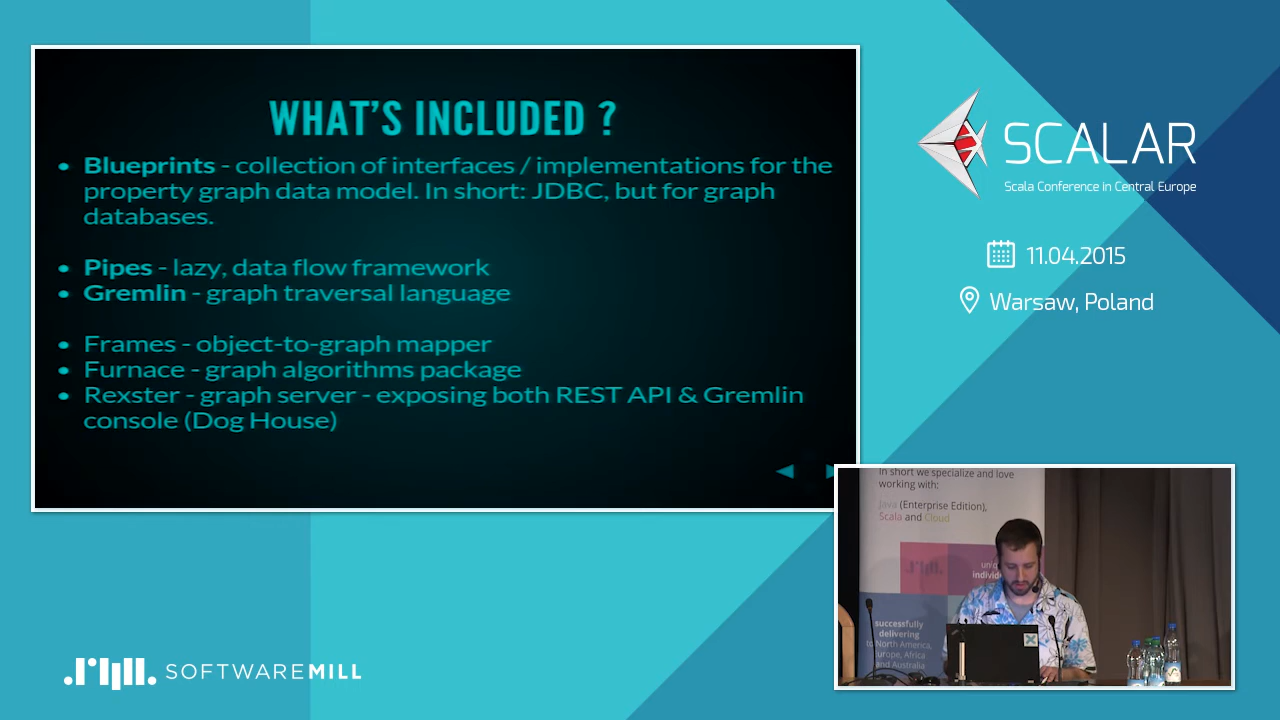 WHAT'S INCLUDED ?
• Blueprints - collection of interfaces / implementations for the
property graph data model. In short: JDBC, but for graph
databases.
• Pipes - lazy, data flow framework
• Gremlin - graph traversal language
• Frames - object-to-graph mapper
• Furnace - graph algorithms package
• Rexster - graph server - exposing both REST API & Gremlin
console (Dog House)
SCALAR
Scala Conference in Central Europe
11.04.2015
Warsaw, Poland
In short we specialize and love
working with:
Java (Enterprise Edition),
Scala and Cloud
successfully
delivering
to North America,
Europe, Africa
and Australia
SOFTWAREMILL